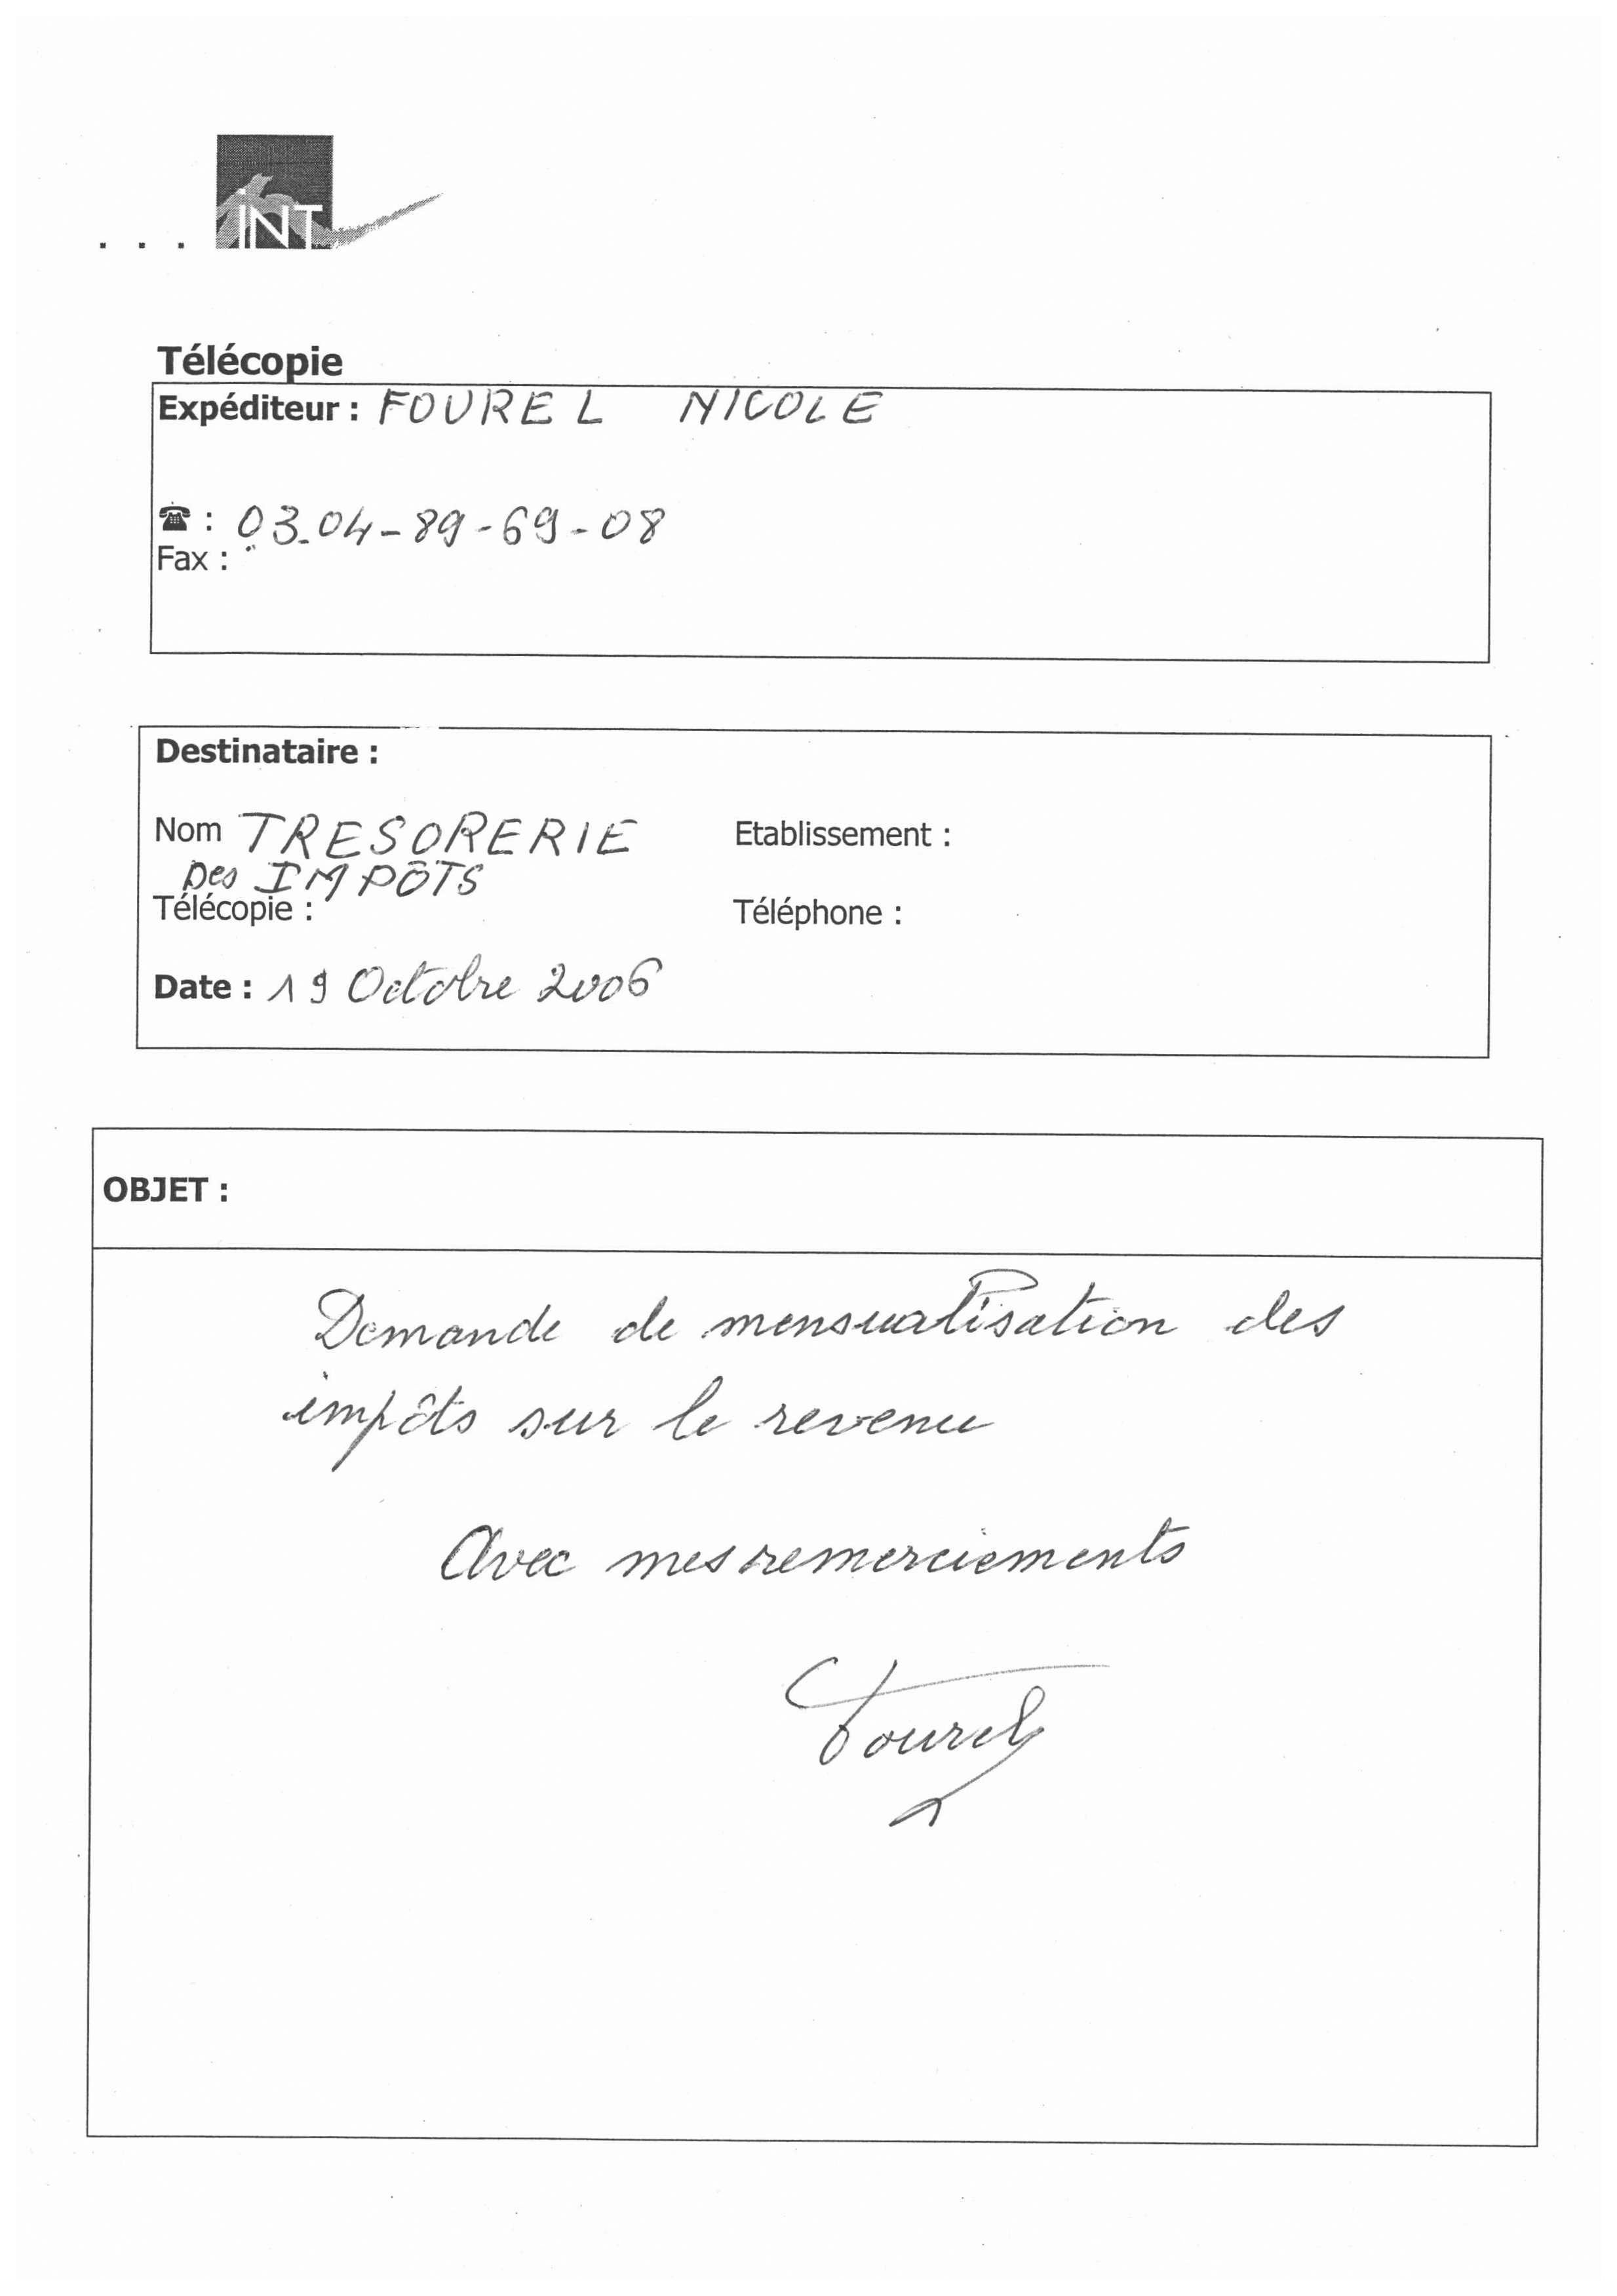 ... iNT
Télécopie
Expéditeur : FOUREL NICOLE
☎ : 03.04-89-69-08
Fax :
Destinataire :
Nom TRESORERIE
Des IMPÔTS
Etablissement :
Télécopie :
Téléphone :
Date : 19 Octobre 2006
OBJET :
Demande de mensualisation des
impôts sur le revenu
Avec mes remerciements
Fourel